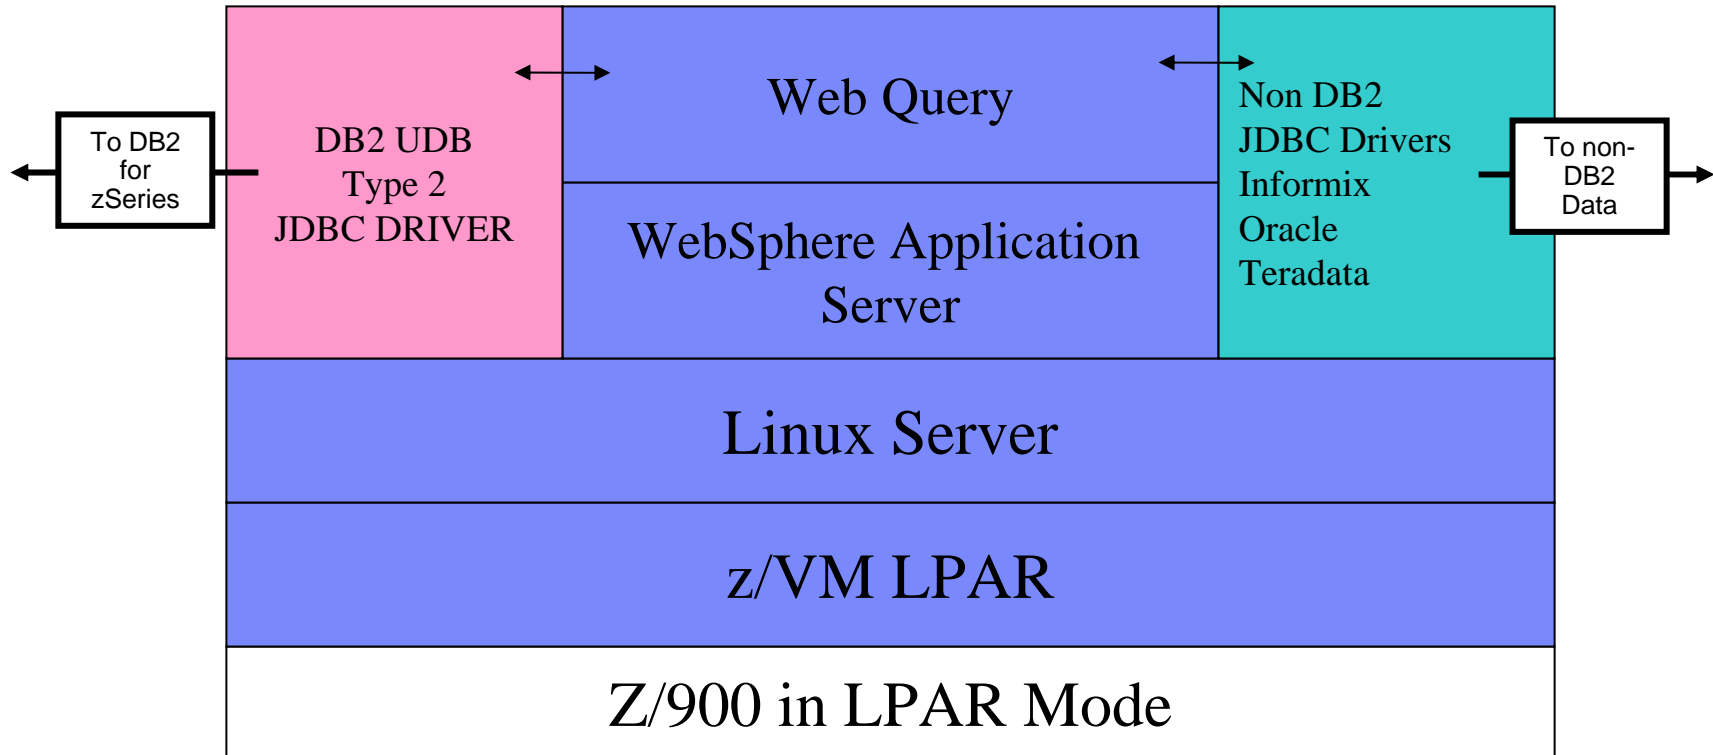 To DB2
for
zSeries
DB2 UDB
Type 2
JDBC DRIVER
Web Query
WebSphere Application
Server
Non DB2
JDBC Drivers
Informix
Oracle
Teradata
To non-
DB2
Data
Linux Server
z/VM LPAR
Z/900 in LPAR Mode